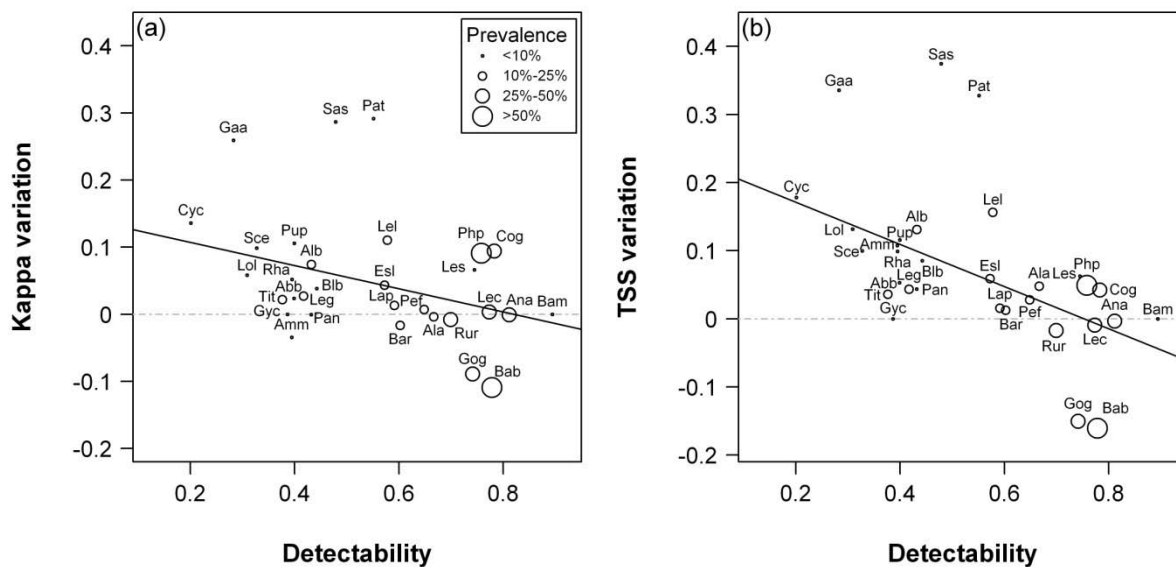 (a)
Prevalence
<10%
10%-25%
25%-50%
>50%
Kappa variation
0.4
0.3
0.2
0.1
0
-0.1
-0.2
Gaa
Sas
Pat
Cyc
Sce
Pup
Alb
Lel
Php
Cog
Lol
Rha
Les
Abb
Blb
Esl
Tit
Leg
Lap
Pef
Lec
Ana
Bam
Gyc
Amm
Pan
Bar
Ala
Rur
Gog
Bab
0.2
0.4
0.6
0.8
Detectability
(b)
TSS variation
0.4
0.3
0.2
0.1
0
-0.1
-0.2
Gaa
Sas
Pat
Cyc
Lol
Alb
Lel
Pup
Sce
Amm
Rha
Blb
Esl
Ala
Les
Php
Abb
Leg
Tit
Pan
Lap
Cog
Gyc
Bar
Pef
Ana
Bam
Rur
Lec
Gog
Bab
0.2
0.4
0.6
0.8
Detectability